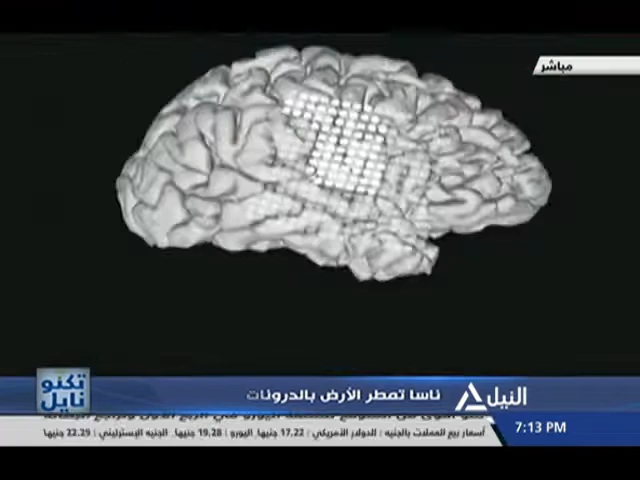 مباشر
تكنو
نايل
ناسا تمطر الأرض بالدرونات
النيل
أسعار بيع العملات بالجنيه : الدولار الأمريكي : 17,22 جنيها اليورو : 19,28 جنيها, الجنيه الإسترليني : 22,29 جنيها
7:13 PM